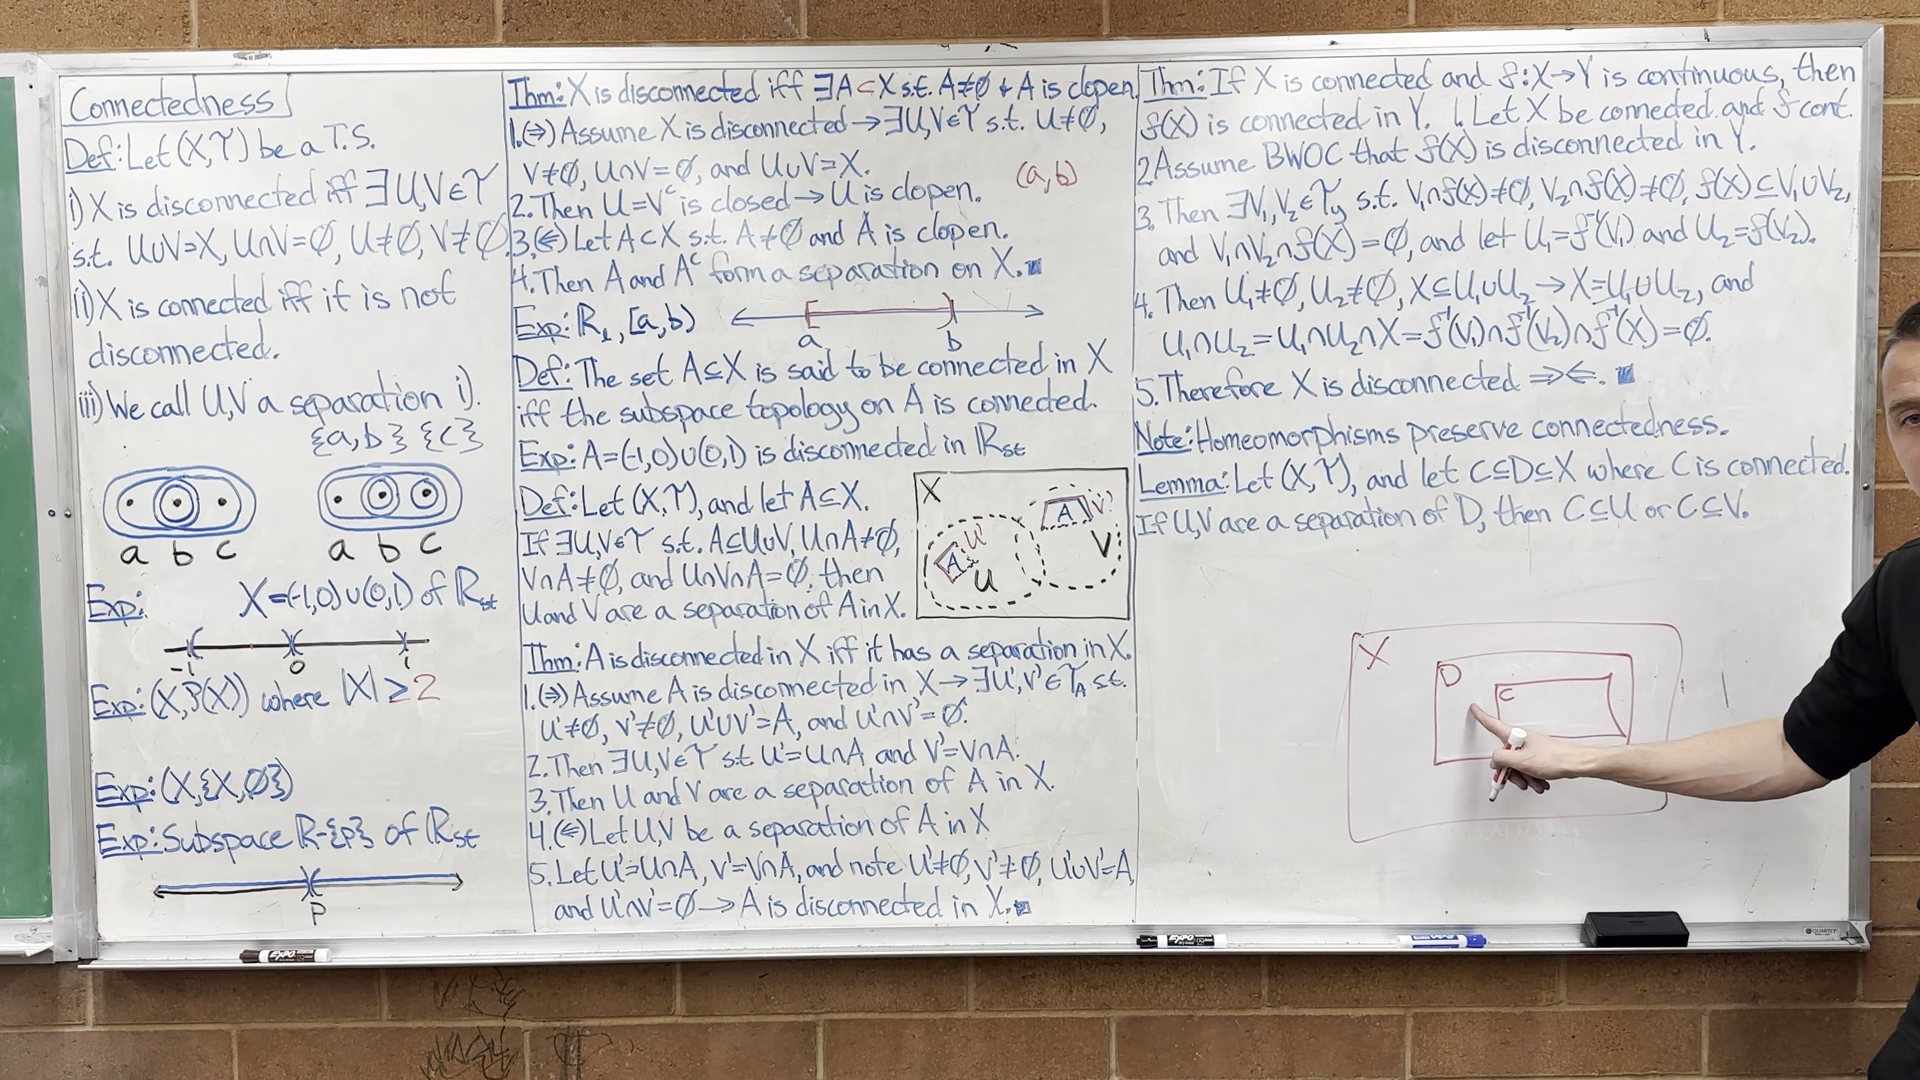 Connectedness
Def: Let (X,𝒯) be a T.S.
i) X is disconnected iff ∃U,V∈𝒯
s.t. U∪V=X, U∩V=∅, U≠∅, V≠∅.
ii) X is connected iff it is not
disconnected.
iii) We call U,V a separation i).
{a,b} {c}
a b c
a b c
Exp: X=(-1,0)∪(0,1) of ℝst
-1 0 1
Exp: (X,P(X)) where |X| ≥ 2
Exp: (X,{X,∅})
Exp: Subspace ℝ-{p} of ℝst
P
Thm: X is disconnected iff ∃A⊂X s.t. A≠∅ + A is clopen.
1.(⇒) Assume X is disconnected → ∃U,V∈𝒯 s.t. U≠∅,
V≠∅, U∩V=∅, and U∪V=X.
(a,b)
2. Then U=Vᶜ is closed → U is clopen.
3.(⇐) Let A⊂X s.t. A≠∅ and A is clopen.
4. Then A and Aᶜ form a separation on X.
Exp: ℝₗ, [a,b)
a b
Def: The set A⊆X is said to be connected in X
iff the subspace topology on A is connected.
Exp: A=(-1,0)∪(0,1) is disconnected in ℝst
Def: Let (X,𝒯), and let A⊆X.
If ∃U,V∈𝒯 s.t. A⊆U∪V, U∩A≠∅,
V∩A≠∅, and U∩V∩A=∅, then
U and V are a separation of A in X.
X
A V'
A U'
U V
Thm: A is disconnected in X iff it has a separation in X.
1.(⇒) Assume A is disconnected in X → ∃U',V'∈𝒯_A s.t.
U'≠∅, V'≠∅, U'∪V'=A, and U'∩V'=∅.
2. Then ∃U,V∈𝒯 s.t. U'=U∩A and V'=V∩A.
3. Then U and V are a separation of A in X.
4.(⇐) Let U,V be a separation of A in X
5. Let U'=U∩A, V'=V∩A, and note U'≠∅, V'≠∅, U'∪V'=A,
and U'∩V'=∅ → A is disconnected in X.
Thm: If X is connected and f:X→Y is continuous, then
f(X) is connected in Y. 1. Let X be connected and f cont.
2 Assume BWOC that f(X) is disconnected in Y.
3. Then ∃V₁,V₂∈𝒯y s.t. V₁∩f(X)≠∅, V₂∩f(X)≠∅, f(X)⊆V₁∪V₂,
and V₁∩V₂∩f(X)=∅, and let U₁=f⁻¹(V₁) and U₂=f⁻¹(V₂).
4. Then U₁≠∅, U₂≠∅, X⊆U₁∪U₂ → X=U₁∪U₂, and
U₁∩U₂=U₁∩U₂∩X=f⁻¹(V₁)∩f⁻¹(V₂)∩f⁻¹(X)=∅.
5. Therefore X is disconnected ⇒⇐.
Note: Homeomorphisms preserve connectedness.
Lemma: Let (X,𝒯), and let C⊆D⊆X where C is connected.
If U,V are a separation of D, then C⊆U or C⊆V.
X
D
C
EXPO
EXPO
QUARTET